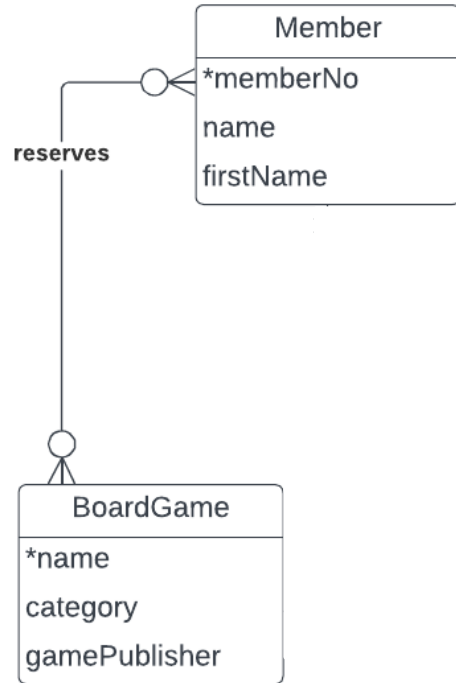 Member
*memberNo
name
firstName
reserves
BoardGame
*name
category
gamePublisher